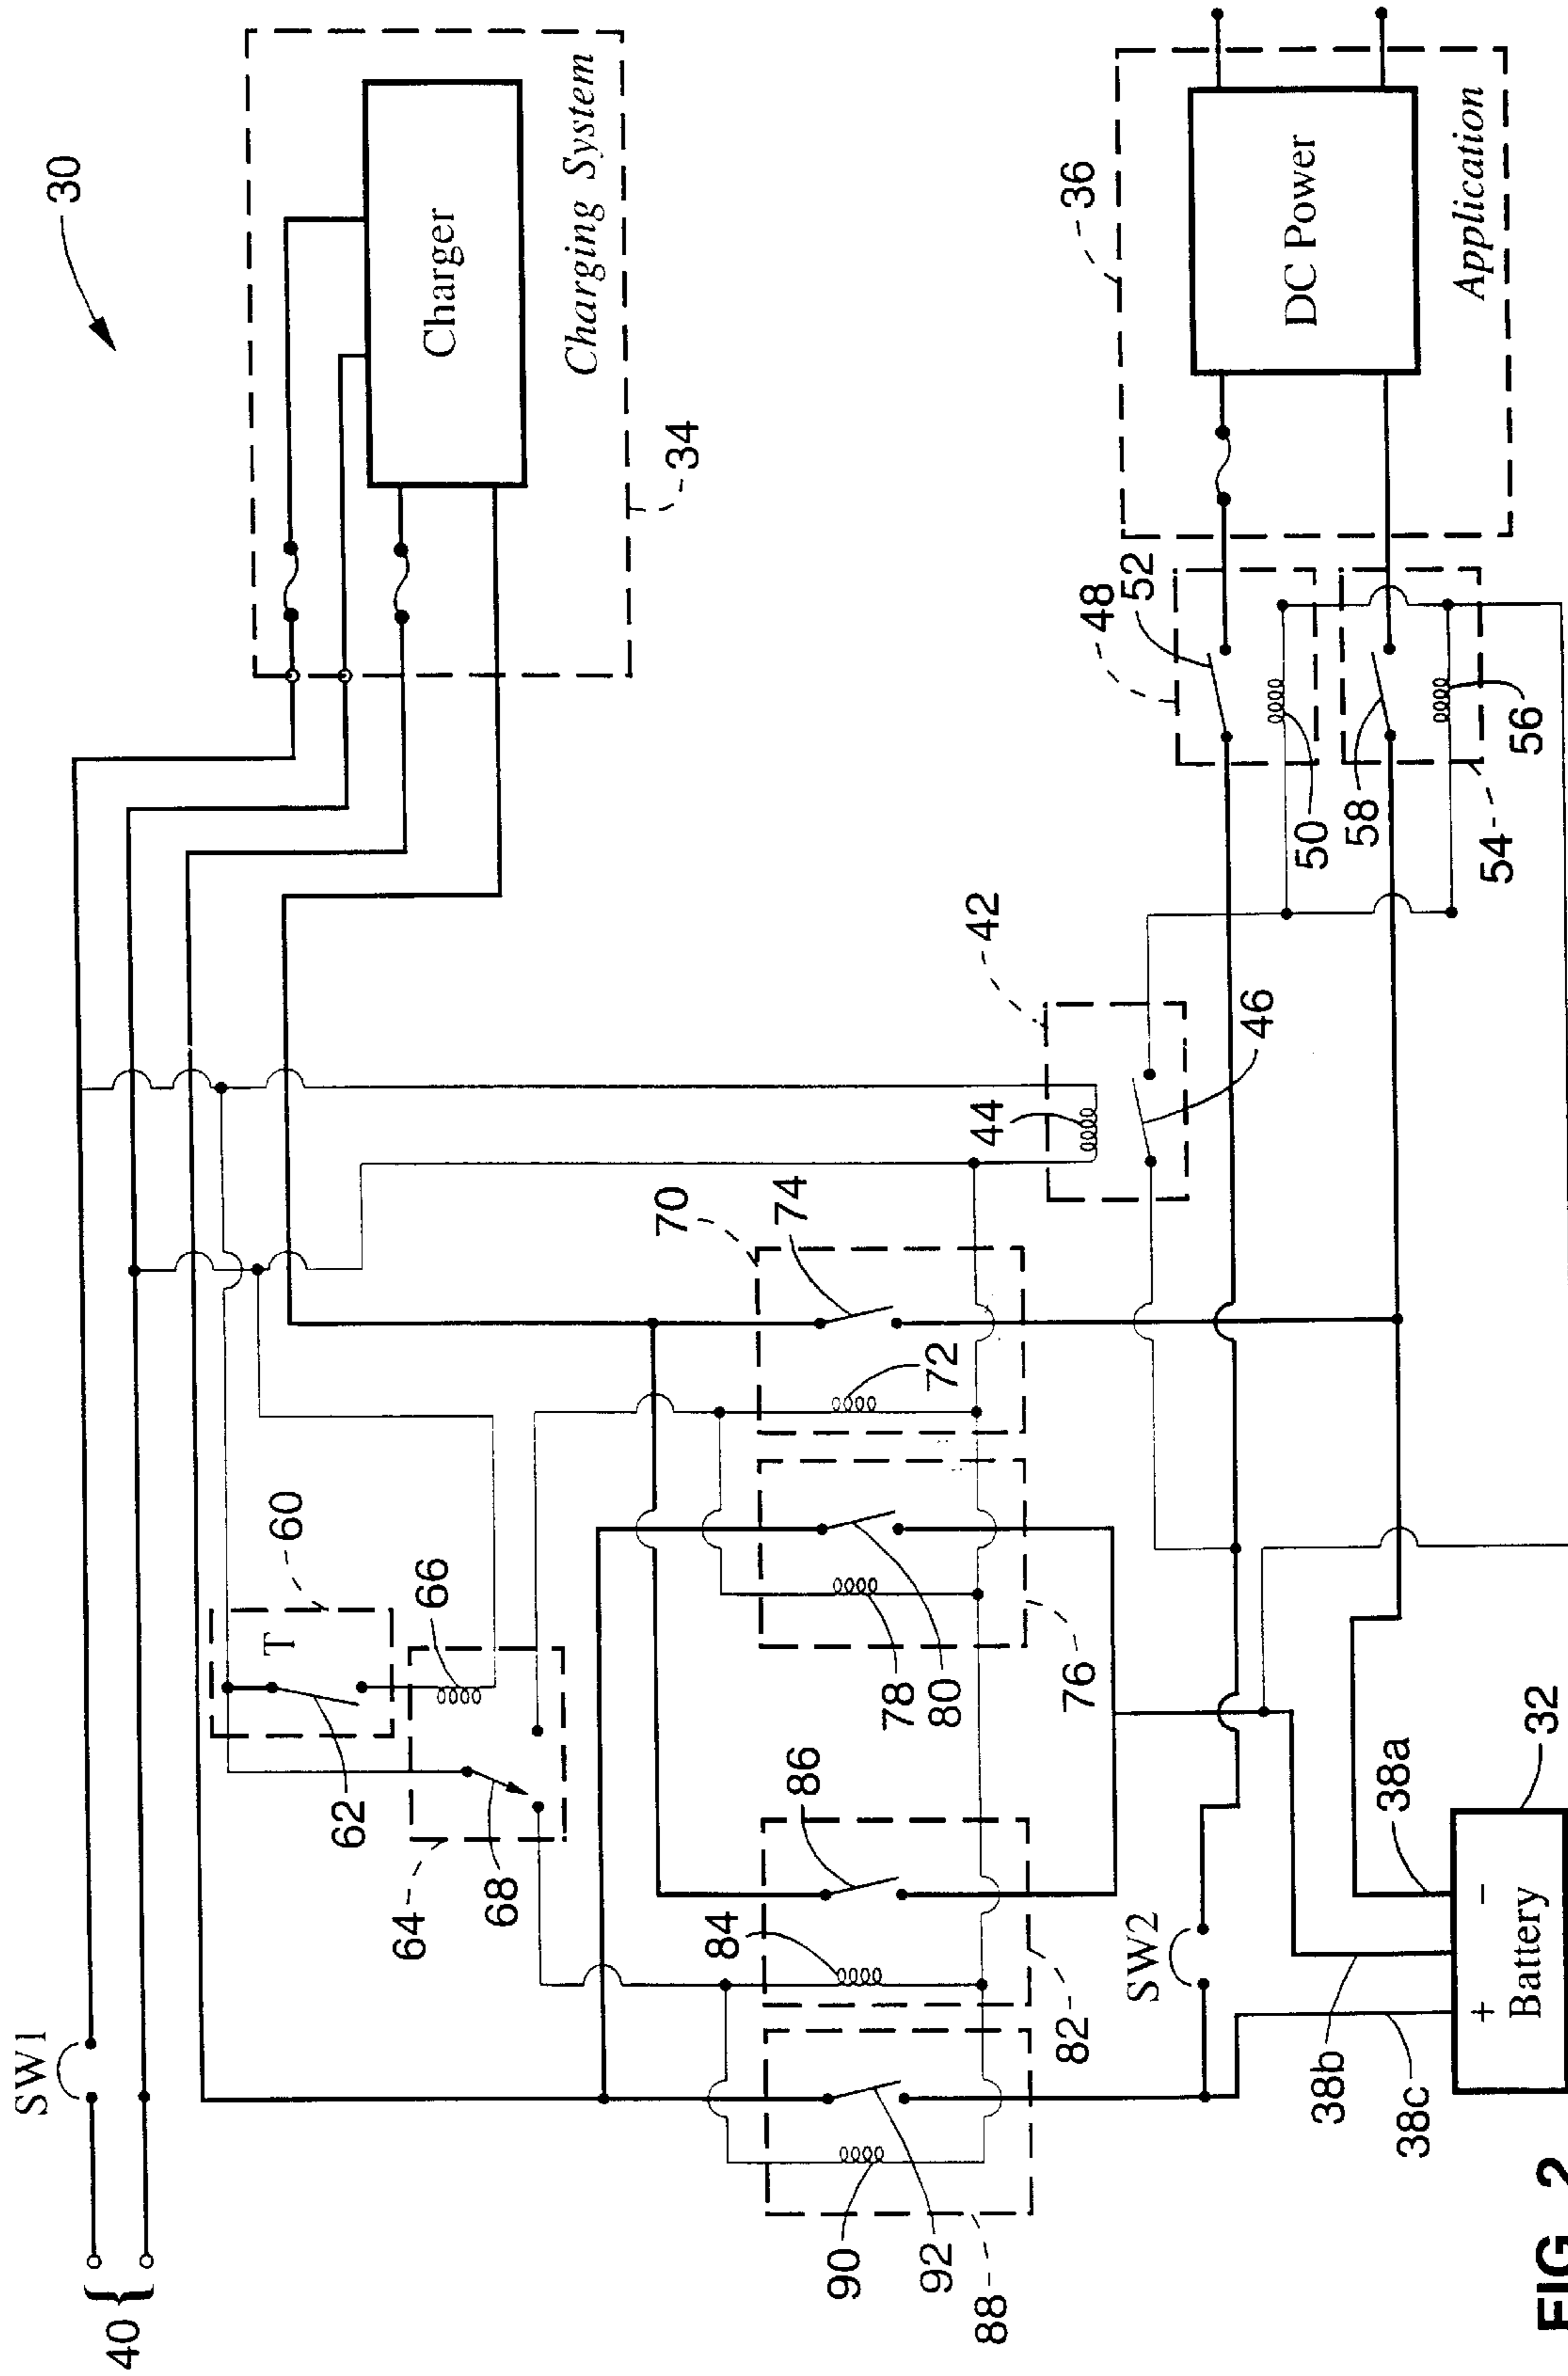 30
Charger
Charging System
34
36
DC Power
Application
48
52
50
58
54
56
42
44
46
70
74
72
60
T
62
66
64
68
76
78
80
86
84
82
90
92
88
SW1
40
SW2
38a
38b
38c
32
+
−
Battery
FIG. 2